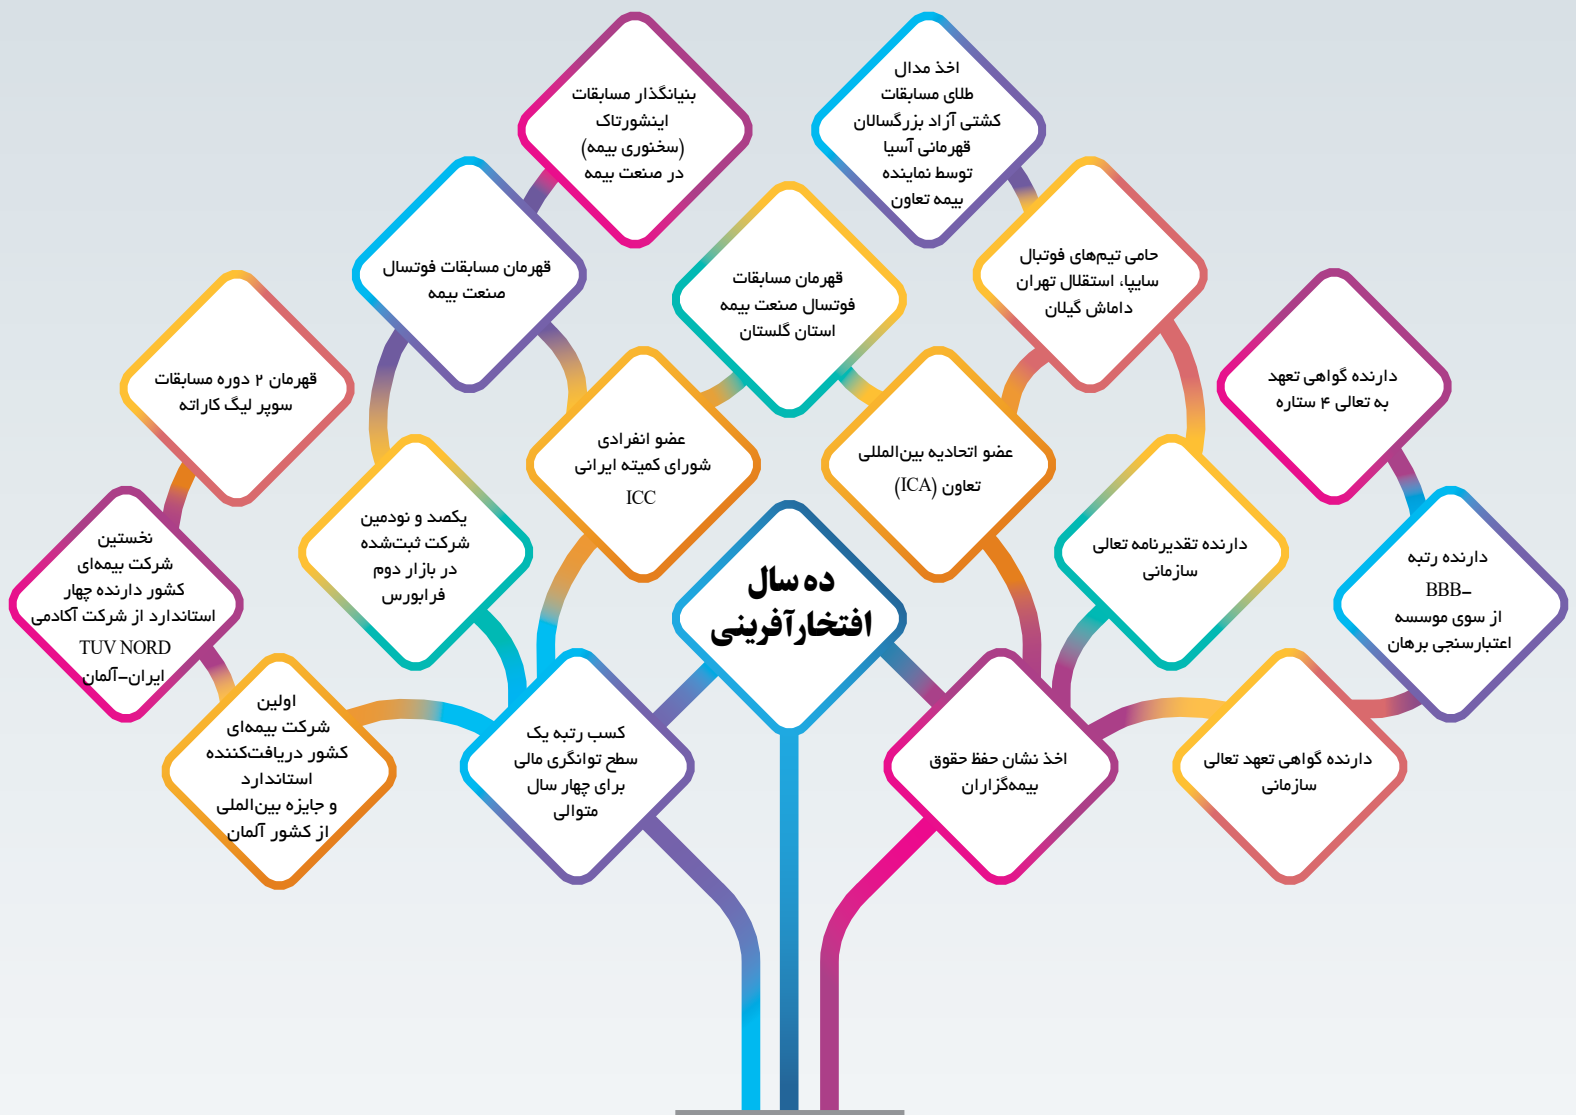 اخذ مدال
طلای مسابقات
کشتی آزاد بزرگسالان
قهرمانی آسیا
توسط نماینده
بیمه تعاون
بنیانگذار مسابقات
اینشورتاک
(سخنوری بیمه)
در صنعت بیمه
حامی تیم‌های فوتبال
سایپا، استقلال تهران
داماش گیلان
قهرمان مسابقات
فوتسال صنعت بیمه
استان گلستان
قهرمان مسابقات فوتسال
صنعت بیمه
دارنده گواهی تعهد
به تعالی ۴ ستاره
قهرمان ۲ دوره مسابقات
سوپر لیگ کاراته
عضو اتحادیه بین‌المللی
تعاون (ICA)
عضو انفرادی
شورای کمیته ایرانی
ICC
دارنده رتبه
BBB-
از سوی موسسه
اعتبارسنجی برهان
دارنده تقدیرنامه تعالی
سازمانی
ده سال
افتخارآفرینی
یکصد و نودمین
شرکت ثبت‌شده
در بازار دوم
فرابورس
نخستین
شرکت بیمه‌ای
کشور دارنده چهار
استاندارد از شرکت آکادمی
TUV NORD
ایران-آلمان
دارنده گواهی تعهد تعالی
سازمانی
اخذ نشان حفظ حقوق
بیمه‌گزاران
کسب رتبه یک
سطح توانگری مالی
برای چهار سال
متوالی
اولین
شرکت بیمه‌ای
کشور دریافت‌کننده
استاندارد
و جایزه بین‌الملی
از کشور آلمان